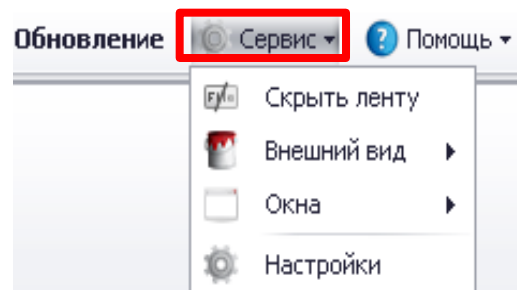 Обновление Сервис Помощь
Скрыть ленту
Внешний вид
Окна
Настройки